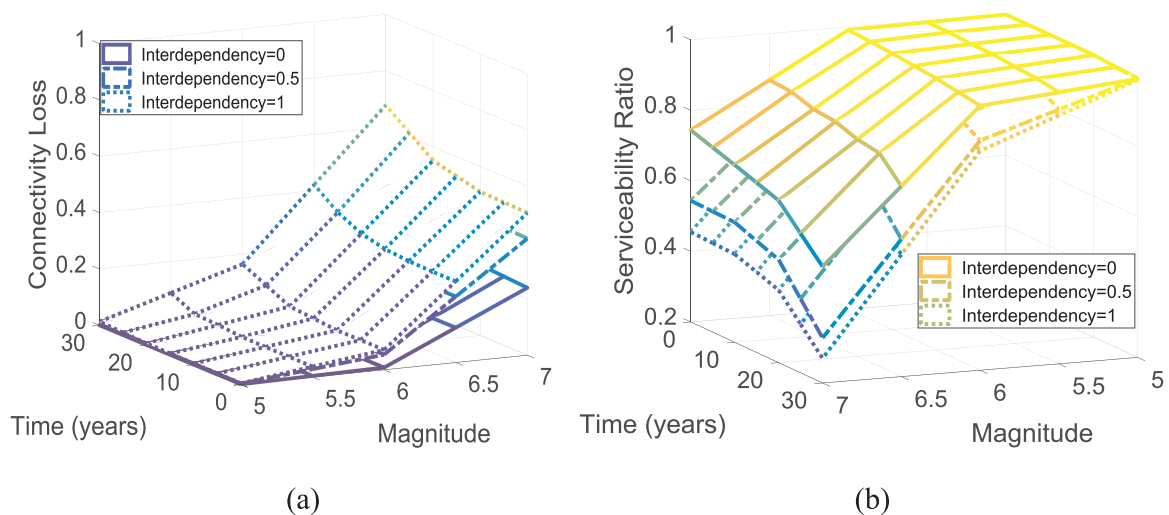 Connectivity Loss
1
0.8
0.6
0.4
0.2
0
Interdependency=0
Interdependency=0.5
Interdependency=1
30
20
10
0
Time (years)
5
5.5
6
6.5
7
Magnitude
(a)
Serviceability Ratio
1
0.8
0.6
0.4
0.2
Interdependency=0
Interdependency=0.5
Interdependency=1
0
10
20
30
Time (years)
7
6.5
6
5.5
5
Magnitude
(b)